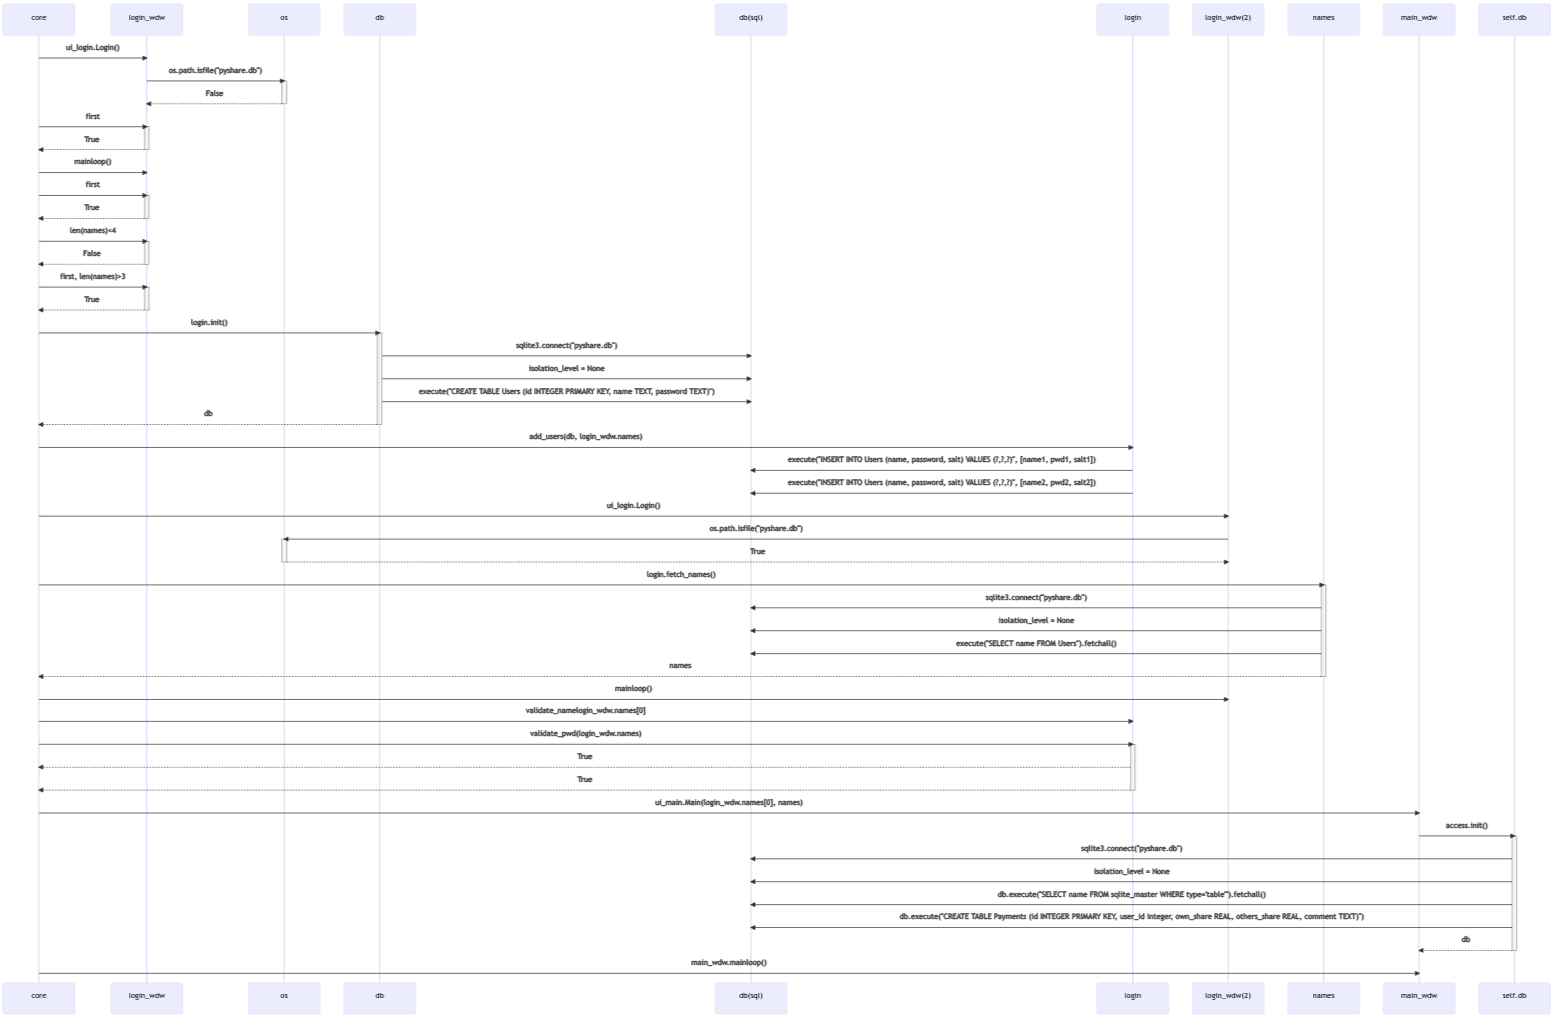 core login_wdw os db db(sql) login login_wdw(2) names main_wdw self.db
ui_login.Login()
os.path.isfile("pyshare.db")
False
first
True
mainloop()
first
True
len(names)<4
False
first, len(names)>3
True
login.init()
sqlite3.connect("pyshare.db")
isolation_level = None
execute("CREATE TABLE Users (id INTEGER PRIMARY KEY, name TEXT, password TEXT)")
db
add_users(db, login_wdw.names)
execute("INSERT INTO Users (name, password, salt) VALUES (?,?,?)", [name1, pwd1, salt1])
execute("INSERT INTO Users (name, password, salt) VALUES (?,?,?)", [name2, pwd2, salt2])
ui_login.Login()
os.path.isfile("pyshare.db")
True
login.fetch_names()
sqlite3.connect("pyshare.db")
isolation_level = None
execute("SELECT name FROM Users").fetchall()
names
mainloop()
validate_namelogin_wdw.names[0]
validate_pwd(login_wdw.names)
True
True
ui_main.Main(login_wdw.names[0], names)
access.init()
sqlite3.connect("pyshare.db")
isolation_level = None
db.execute("SELECT name FROM sqlite_master WHERE type='table'").fetchall()
db.execute("CREATE TABLE Payments (id INTEGER PRIMARY KEY, user_id integer, own_share REAL, others_share REAL, comment TEXT)")
db
main_wdw.mainloop()
core login_wdw os db db(sql) login login_wdw(2) names main_wdw self.db